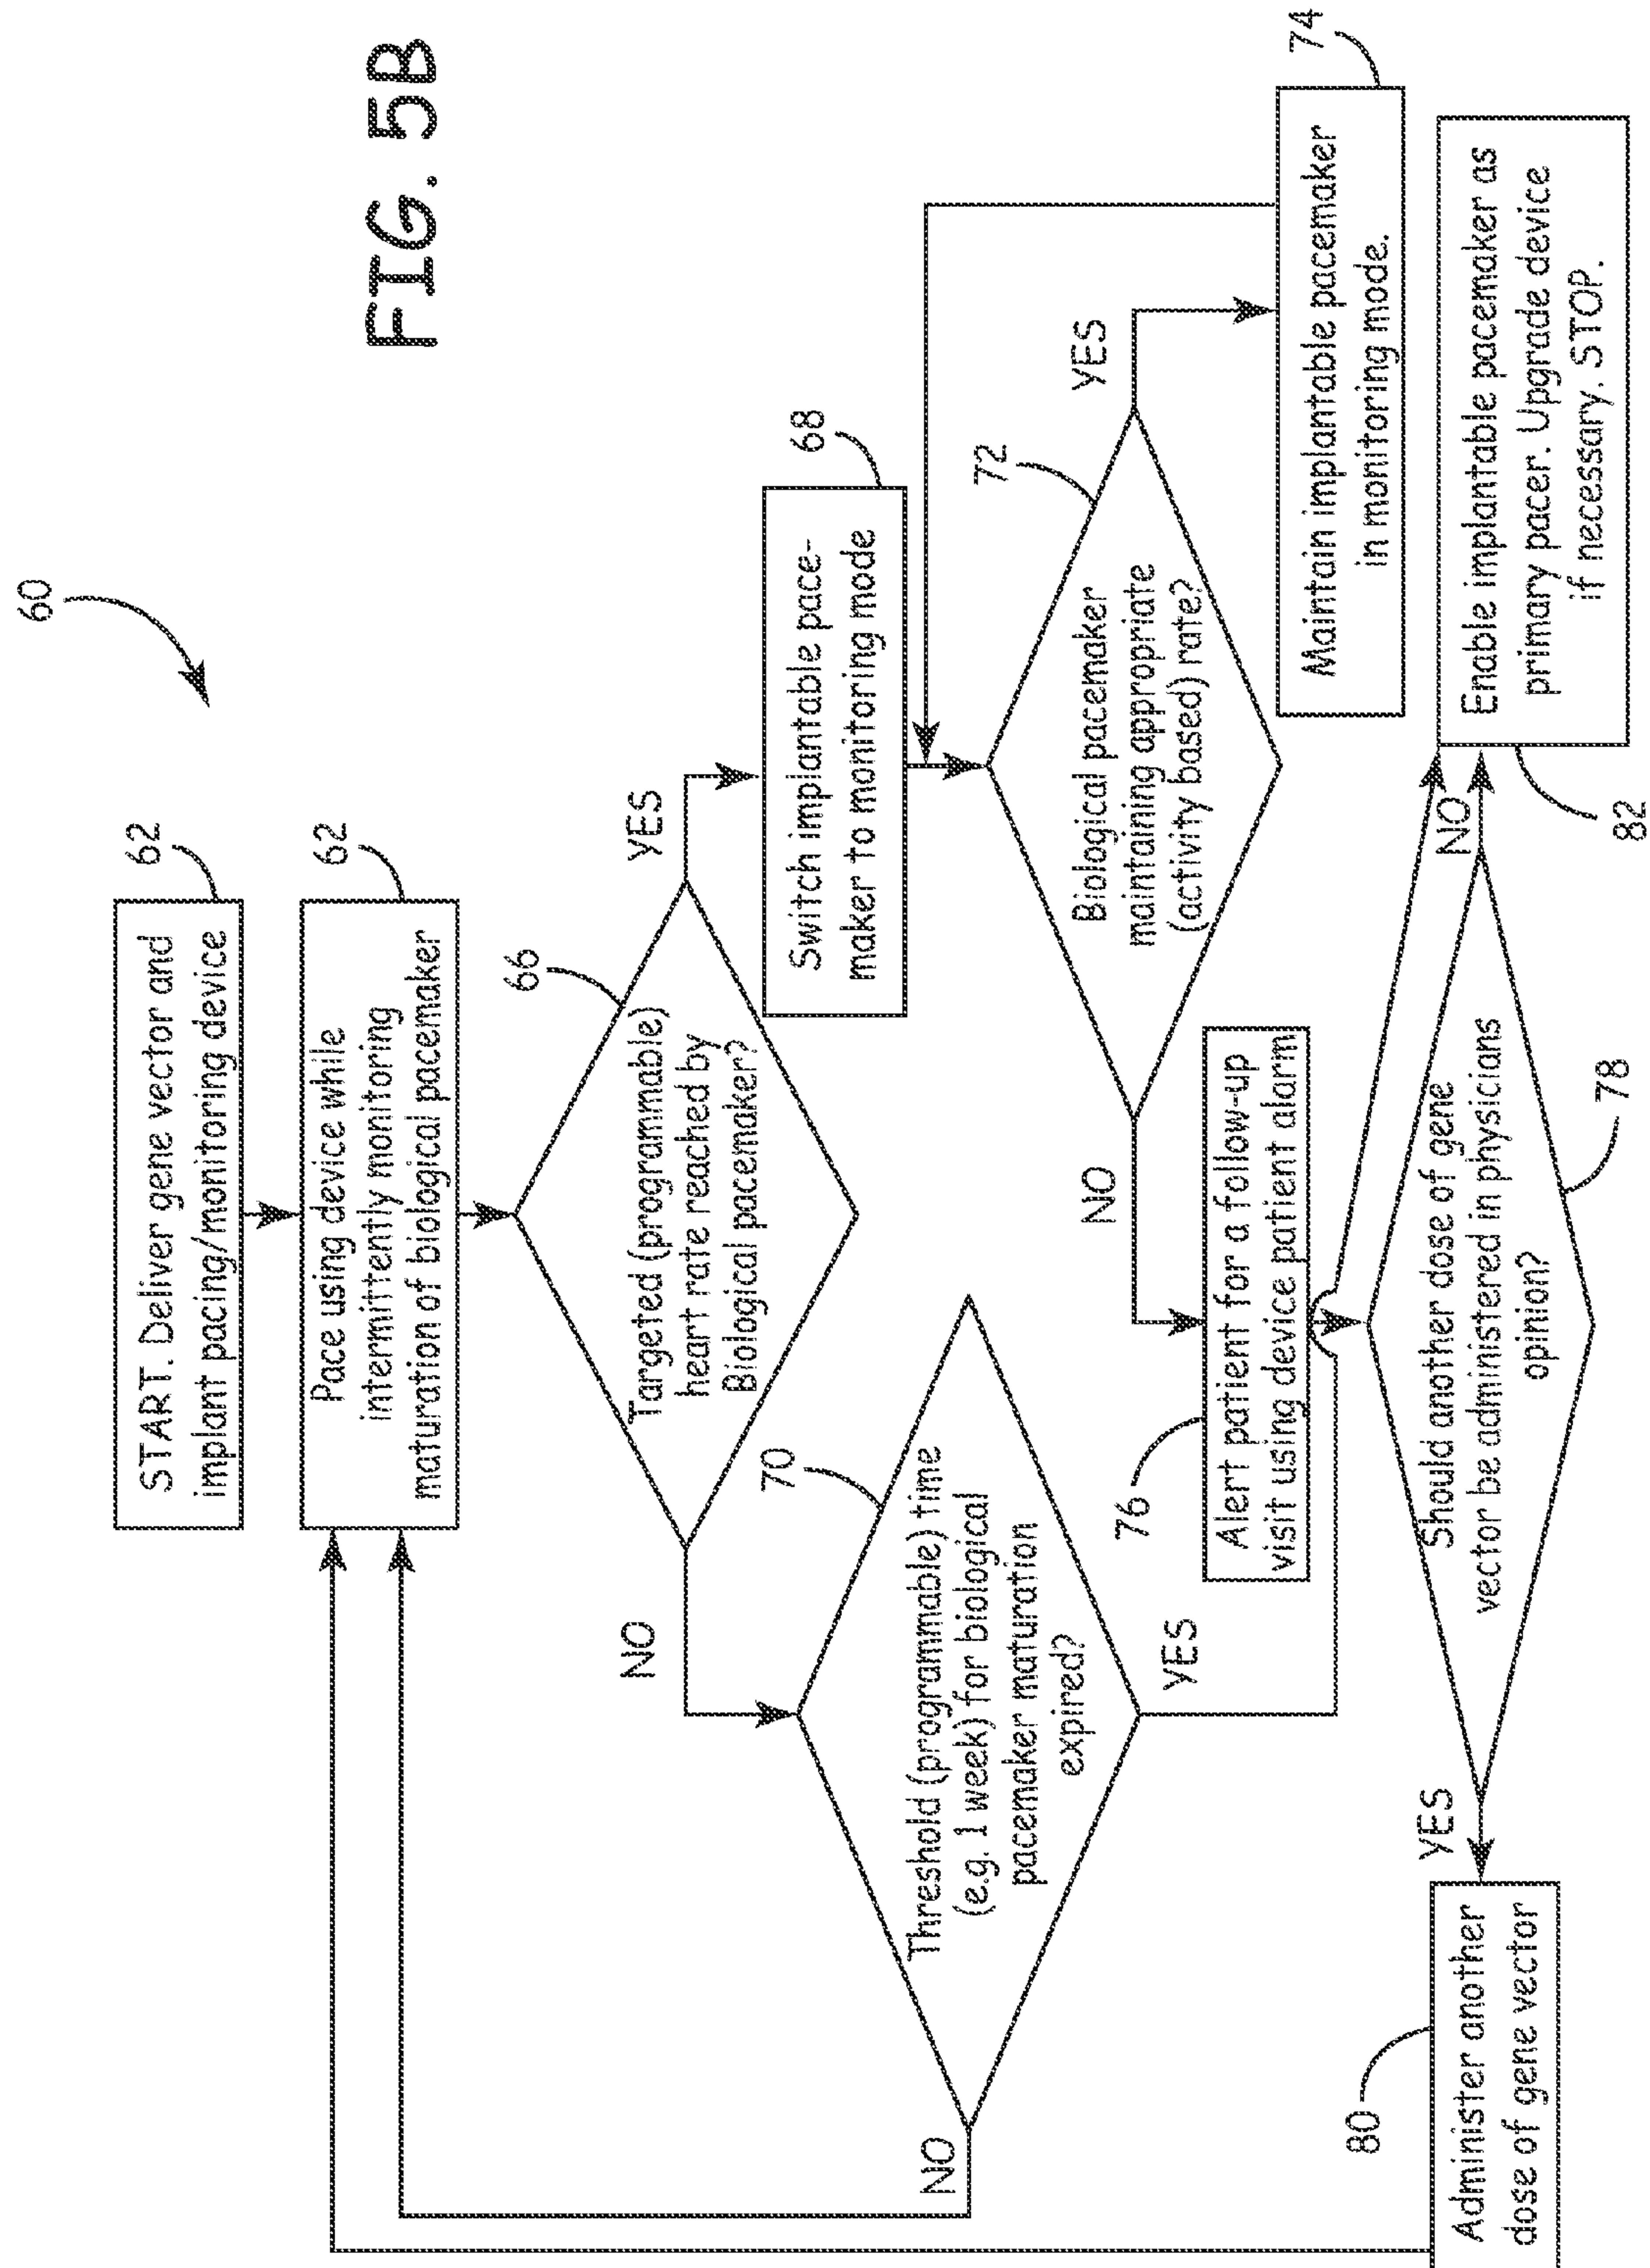 FIG. 5B
60
START. Deliver gene vector and
implant pacing/monitoring device
62
Pace using device while
intermittently monitoring
maturation of biological pacemaker
62
Targeted (programmable)
heart rate reached by
Biological pacemaker?
66
NO
YES
Switch implantable pace-
maker to monitoring mode
68
Threshold (programmable) time
(e.g. 1 week) for biological
pacemaker maturation
expired?
70
NO
YES
Biological pacemaker
maintaining appropriate
(activity based) rate?
72
NO
YES
Maintain implantable pacemaker
in monitoring mode.
74
Alert patient for a follow-up
visit using device patient alarm
76
Should another dose of gene
vector be administered in physicians
opinion?
78
YES
NO
Administer another
dose of gene vector
80
Enable implantable pacemaker as
primary pacer. Upgrade device
if necessary. STOP.
82